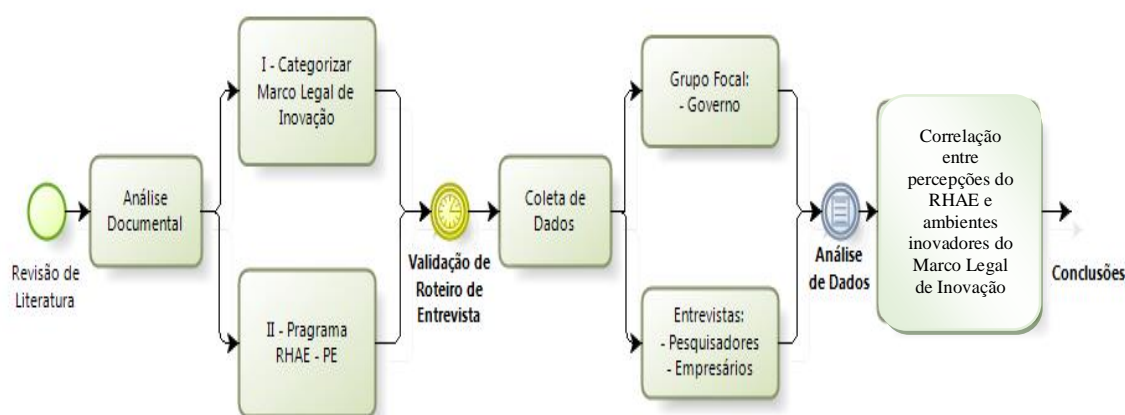 Revisão de
Literatura
Análise
Documental
I - Categorizar
Marco Legal de
Inovação
II - Pragrama
RHAE - PE
Validação de
Roteiro de
Entrevista
Coleta de
Dados
Grupo Focal:
- Governo
Entrevistas:
- Pesquisadores
- Empresários
Análise
de Dados
Correlação
entre
percepções do
RHAE e
ambientes
inovadores do
Marco Legal
de Inovação
Conclusões